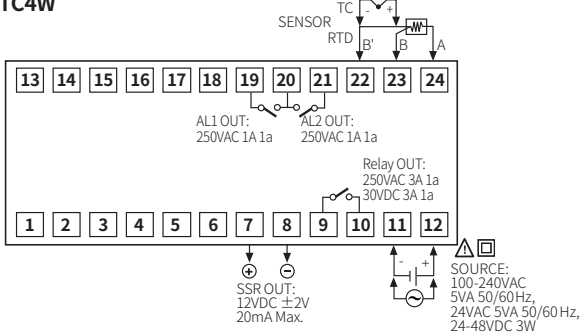 TC4W
TC - +
SENSOR
RTD B' B A
13 14 15 16 17 18 19 20 21 22 23 24
AL1 OUT: AL2 OUT:
250VAC 1A 1a 250VAC 1A 1a
Relay OUT:
250VAC 3A 1a
30VDC 3A 1a
1 2 3 4 5 6 7 8 9 10 11 12
- +
SSR OUT:
12VDC ±2V
20mA Max.
SOURCE:
100-240VAC
5VA 50/60Hz,
24VAC 5VA 50/60Hz,
24-48VDC 3W